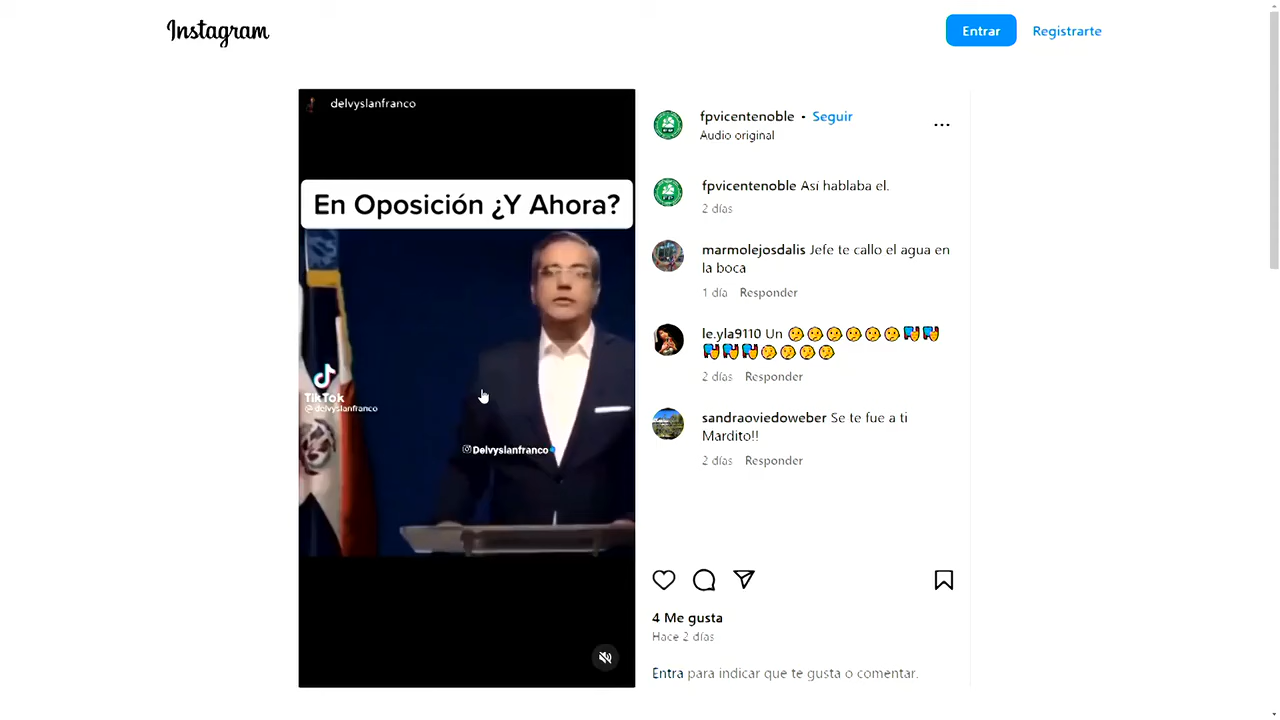 Instagram
Entrar
Registrarte
delvyslanfranco
En Oposición ¿Y Ahora?
TikTok
@delvyslanfranco
Delvyslanfranco
fpvicentenoble • Seguir
Audio original
fpvicentenoble Así hablaba el.
2 días
marmolejosdalis Jefe te callo el agua en
la boca
1 día Responder
le.yla9110 Un 🤔🤔🤔🤔🤔🤔
2 días Responder
sandraoviedoweber Se te fue a ti
Mardito!!
2 días Responder
4 Me gusta
Hace 2 días
Entra para indicar que te gusta o comentar.